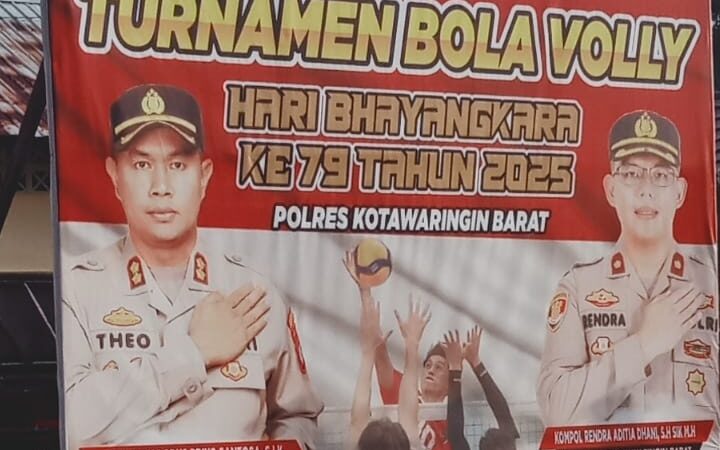 TURNAMEN BOLA VOLLY
HARI BHAYANGKARA
KE 79 TAHUN 2025
POLRES KOTAWARINGIN BARAT
THEO
RENDRA
KOMPOL RENDRA ADITIA DHANI, S.H SIK M.H